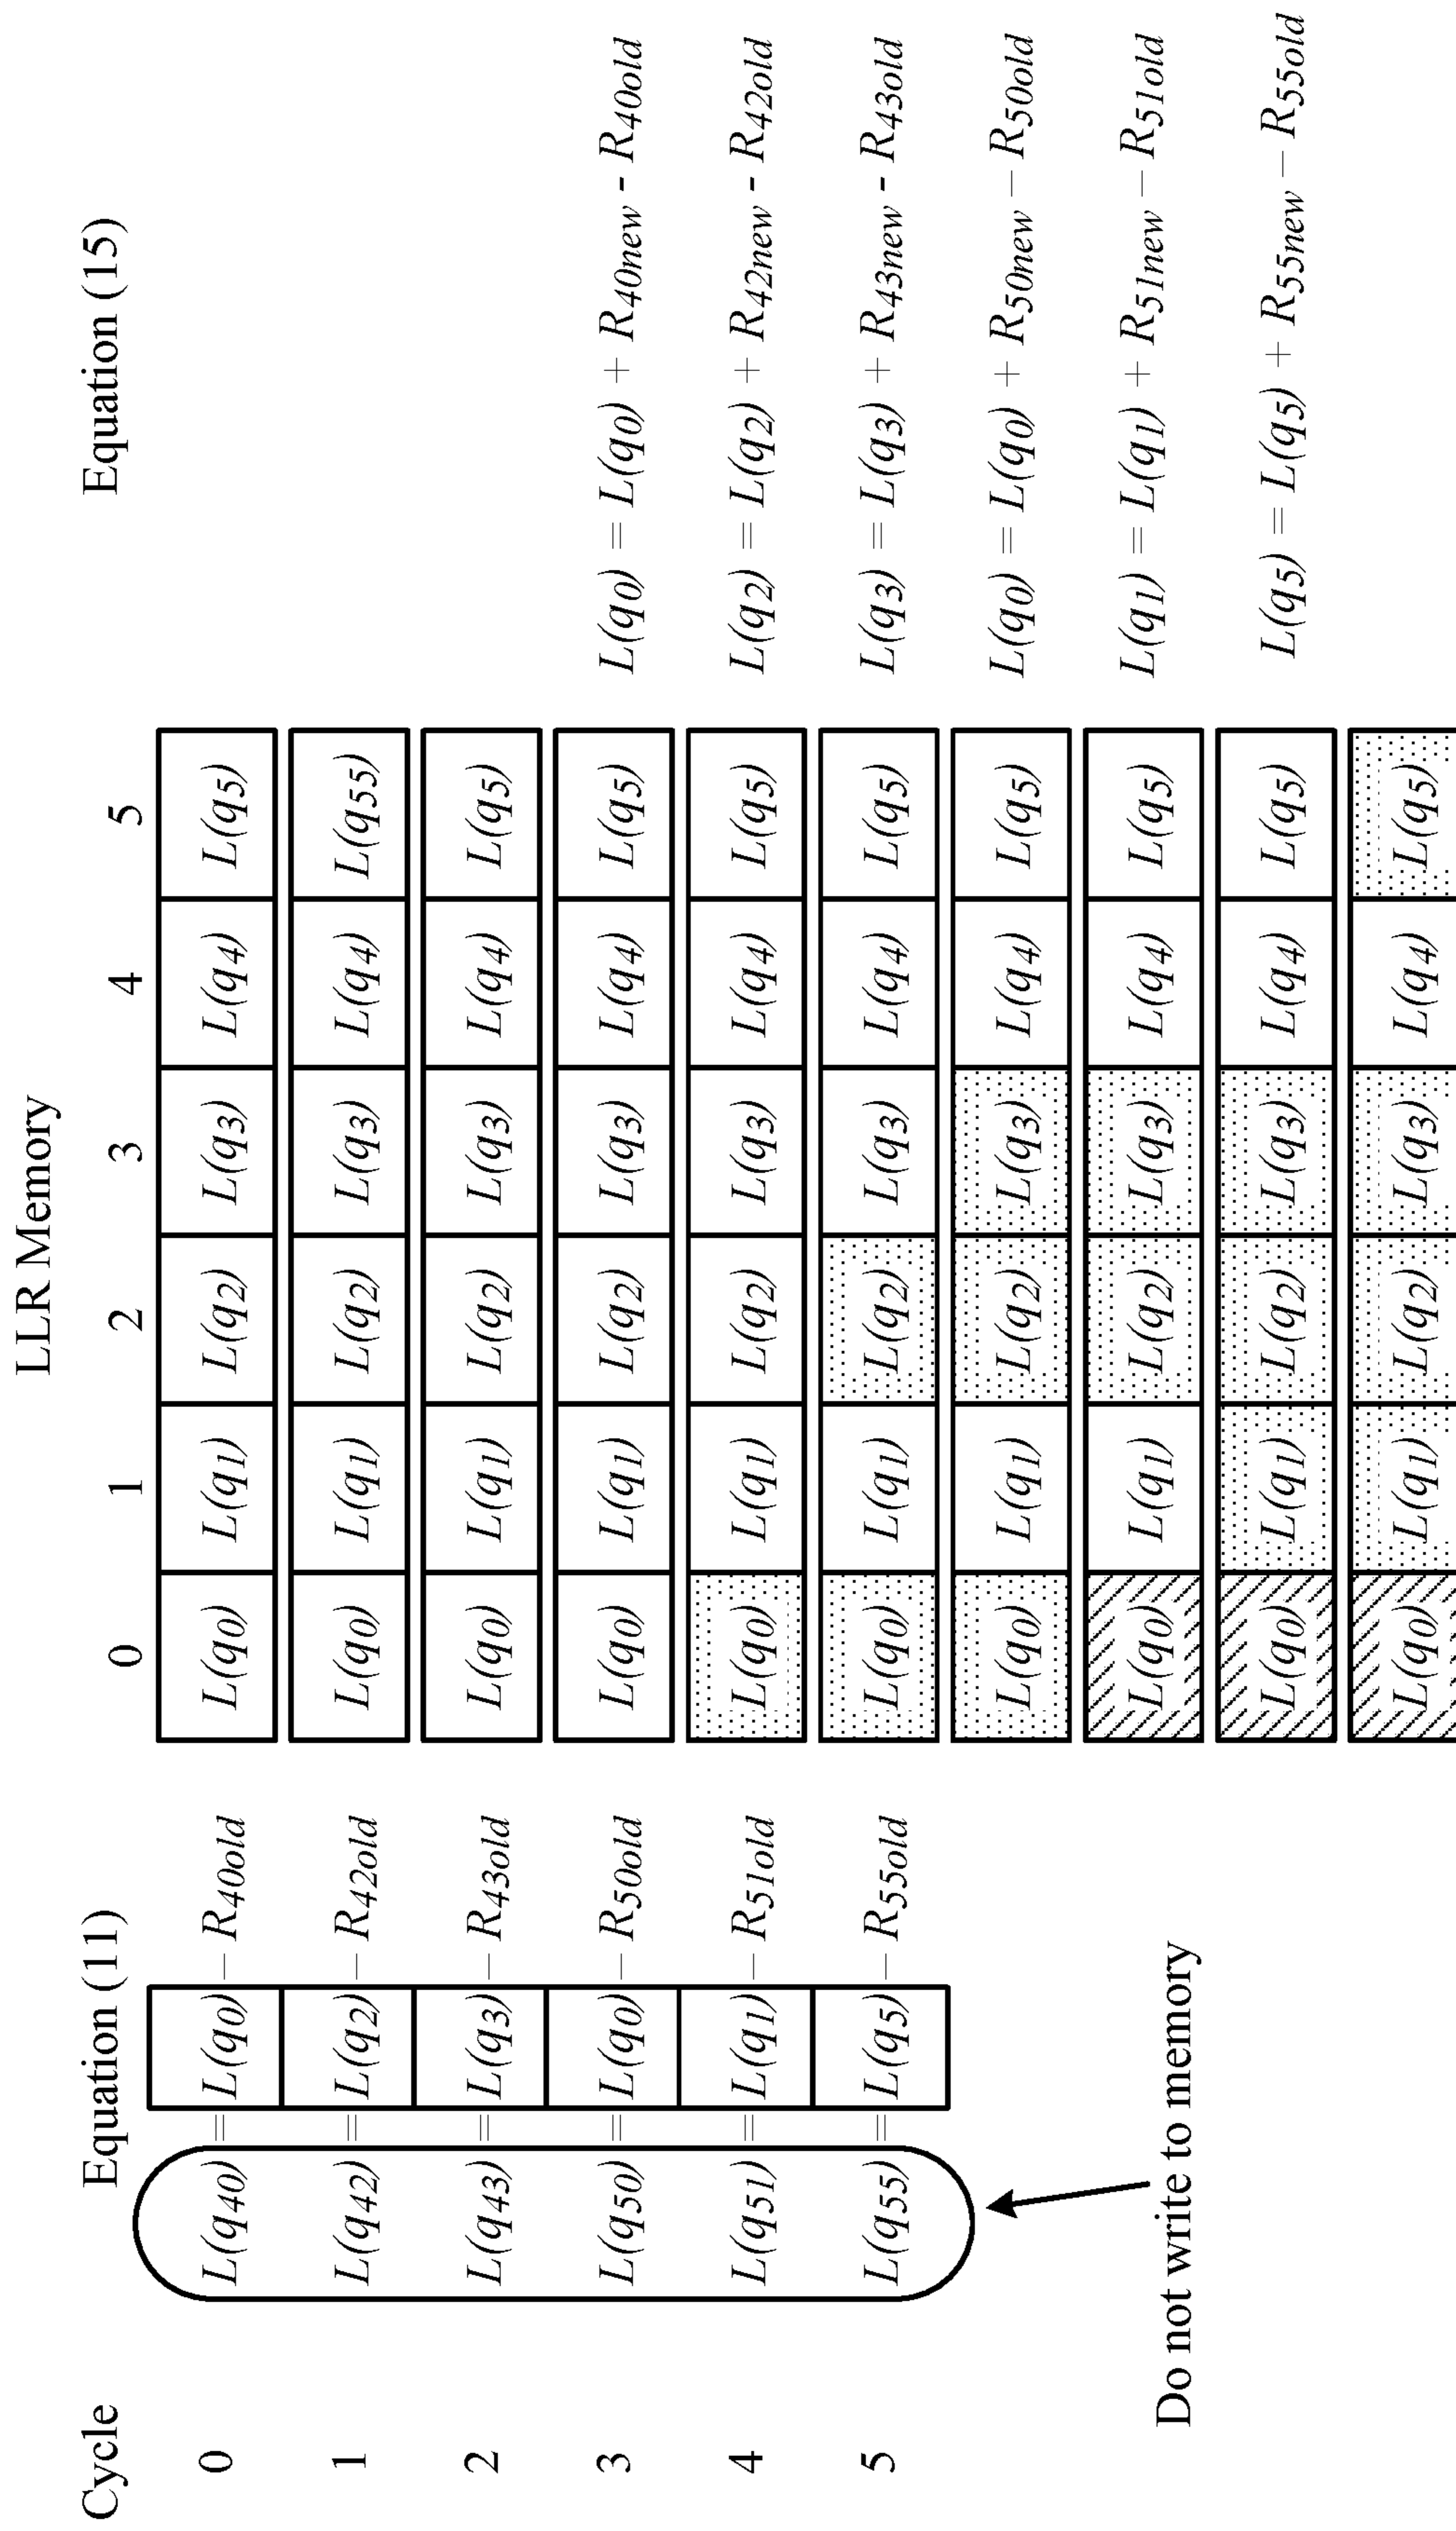 LLR Memory
Cycle Equation (11) 0 1 2 3 4 5 Equation (15)
0 L(q40) = L(q0) − R40old L(q0) L(q1) L(q2) L(q3) L(q4) L(q5)
1 L(q42) = L(q2) − R42old L(q0) L(q1) L(q2) L(q3) L(q4) L(q55)
2 L(q43) = L(q3) − R43old L(q0) L(q1) L(q2) L(q3) L(q4) L(q5)
3 L(q50) = L(q0) − R50old L(q0) L(q1) L(q2) L(q3) L(q4) L(q5) L(q0) = L(q0) + R40new - R40old
4 L(q51) = L(q1) − R51old L(q0) L(q1) L(q2) L(q3) L(q4) L(q5) L(q2) = L(q2) + R42new - R42old
5 L(q55) = L(q5) − R55old L(q0) L(q1) L(q2) L(q3) L(q4) L(q5) L(q3) = L(q3) + R43new - R43old
L(q0) L(q1) L(q2) L(q3) L(q4) L(q5) L(q0) = L(q0) + R50new − R50old
Do not write to memory L(q0) L(q1) L(q2) L(q3) L(q4) L(q5) L(q1) = L(q1) + R51new − R51old
L(q0) L(q1) L(q2) L(q3) L(q4) L(q5) L(q5) = L(q5) + R55new − R55old
L(q0) L(q1) L(q2) L(q3) L(q4) L(q5)